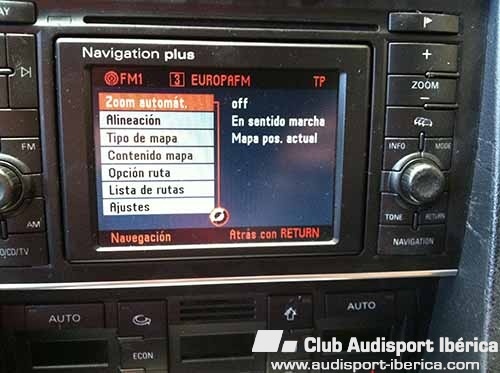 Navigation plus
FM1 3 EUROPAFM TP
Zoom automát. off
Alineación En sentido marcha
Tipo de mapa Mapa pos. actual
Contenido mapa
Opción ruta
Lista de rutas
Ajustes
Navegación Atrás con RETURN
FM
AM
/CD/TV
+
ZOOM
−
INFO MODE
TONE RETURN
NAVIGATION
AUTO
ECON
AUTO
Club Audisport Ibérica
www.audisport-iberica.com